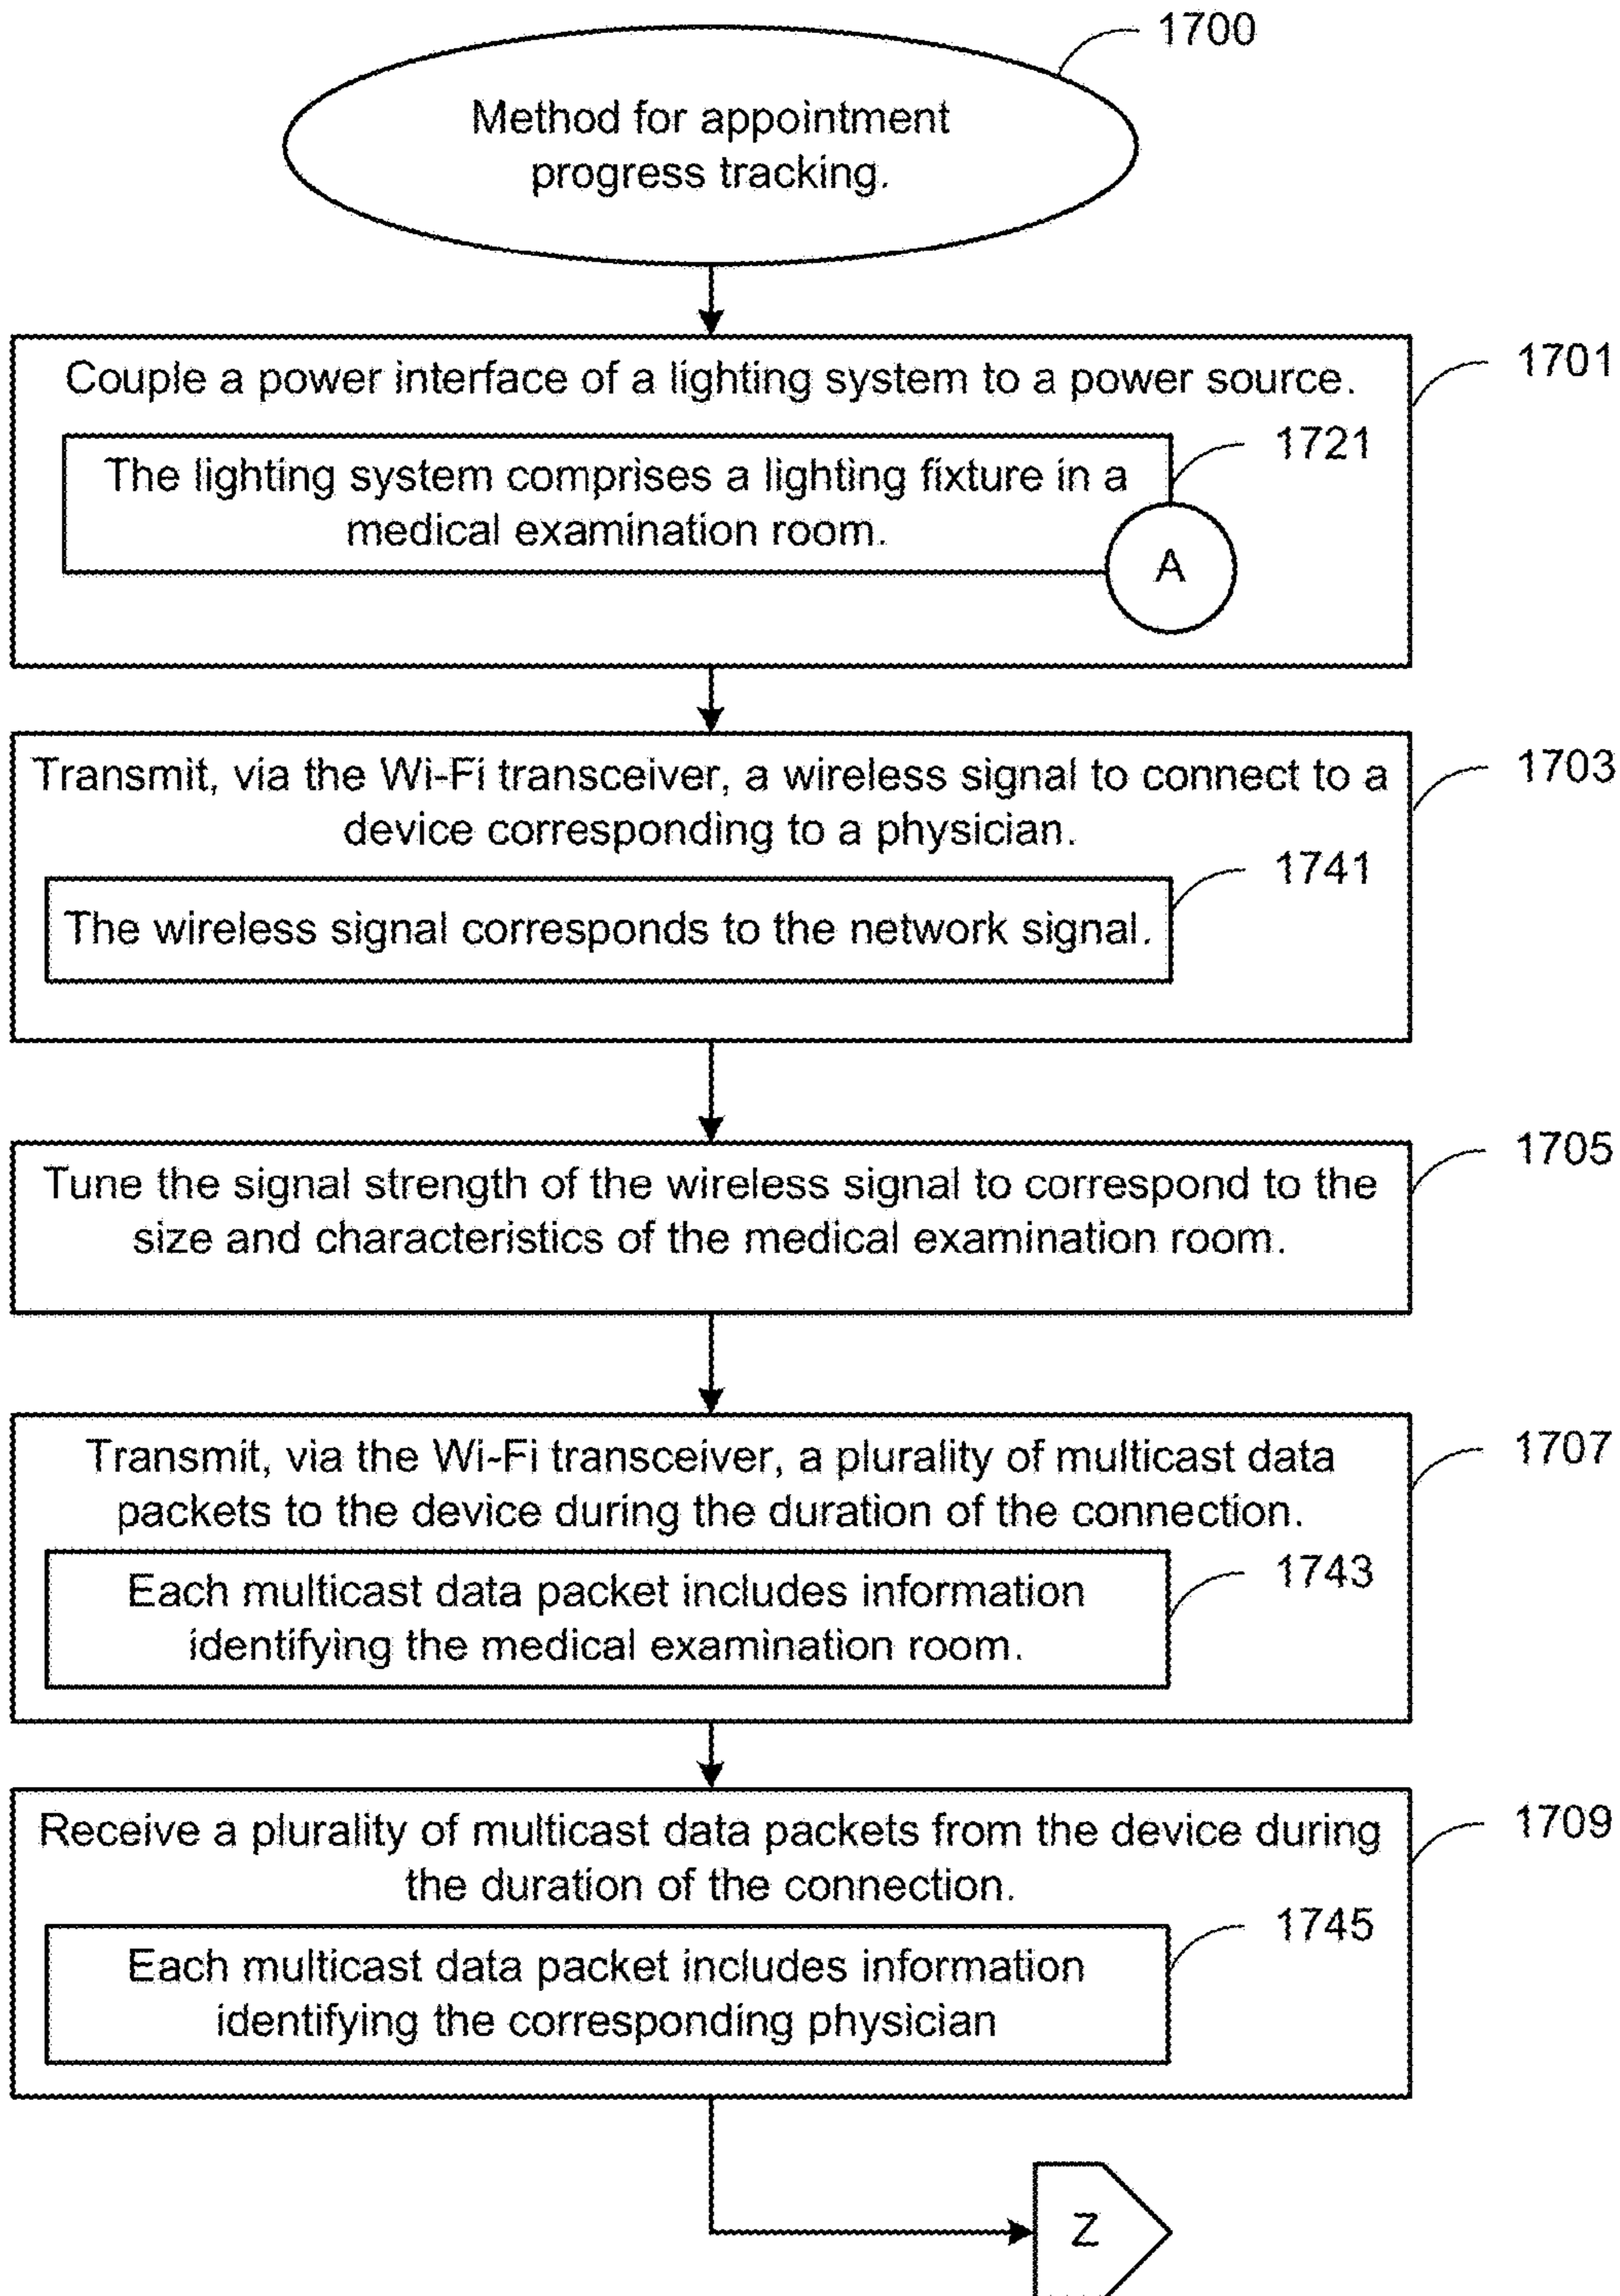 1700
Method for appointment
progress tracking.
1701
Couple a power interface of a lighting system to a power source.
1721
The lighting system comprises a lighting fixture in a
medical examination room.
A
1703
Transmit, via the Wi-Fi transceiver, a wireless signal to connect to a
device corresponding to a physician.
1741
The wireless signal corresponds to the network signal.
1705
Tune the signal strength of the wireless signal to correspond to the
size and characteristics of the medical examination room.
1707
Transmit, via the Wi-Fi transceiver, a plurality of multicast data
packets to the device during the duration of the connection.
1743
Each multicast data packet includes information
identifying the medical examination room.
1709
Receive a plurality of multicast data packets from the device during
the duration of the connection.
1745
Each multicast data packet includes information
identifying the corresponding physician
Z